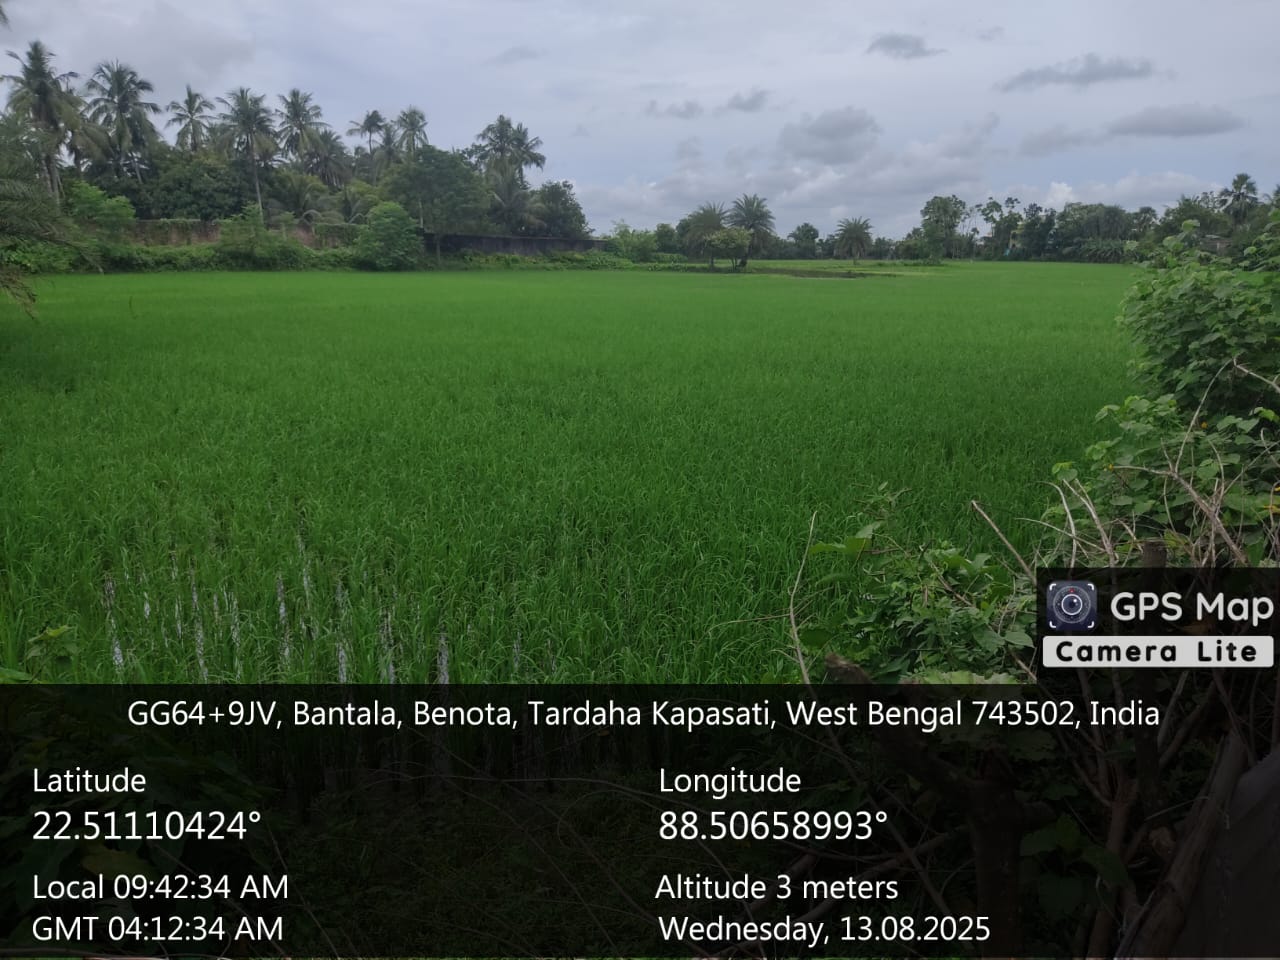 GPS Map
Camera Lite
GG64+9JV, Bantala, Benota, Tardaha Kapasati, West Bengal 743502, India
Latitude
22.51110424°
Longitude
88.50658993°
Local 09:42:34 AM
GMT 04:12:34 AM
Altitude 3 meters
Wednesday, 13.08.2025